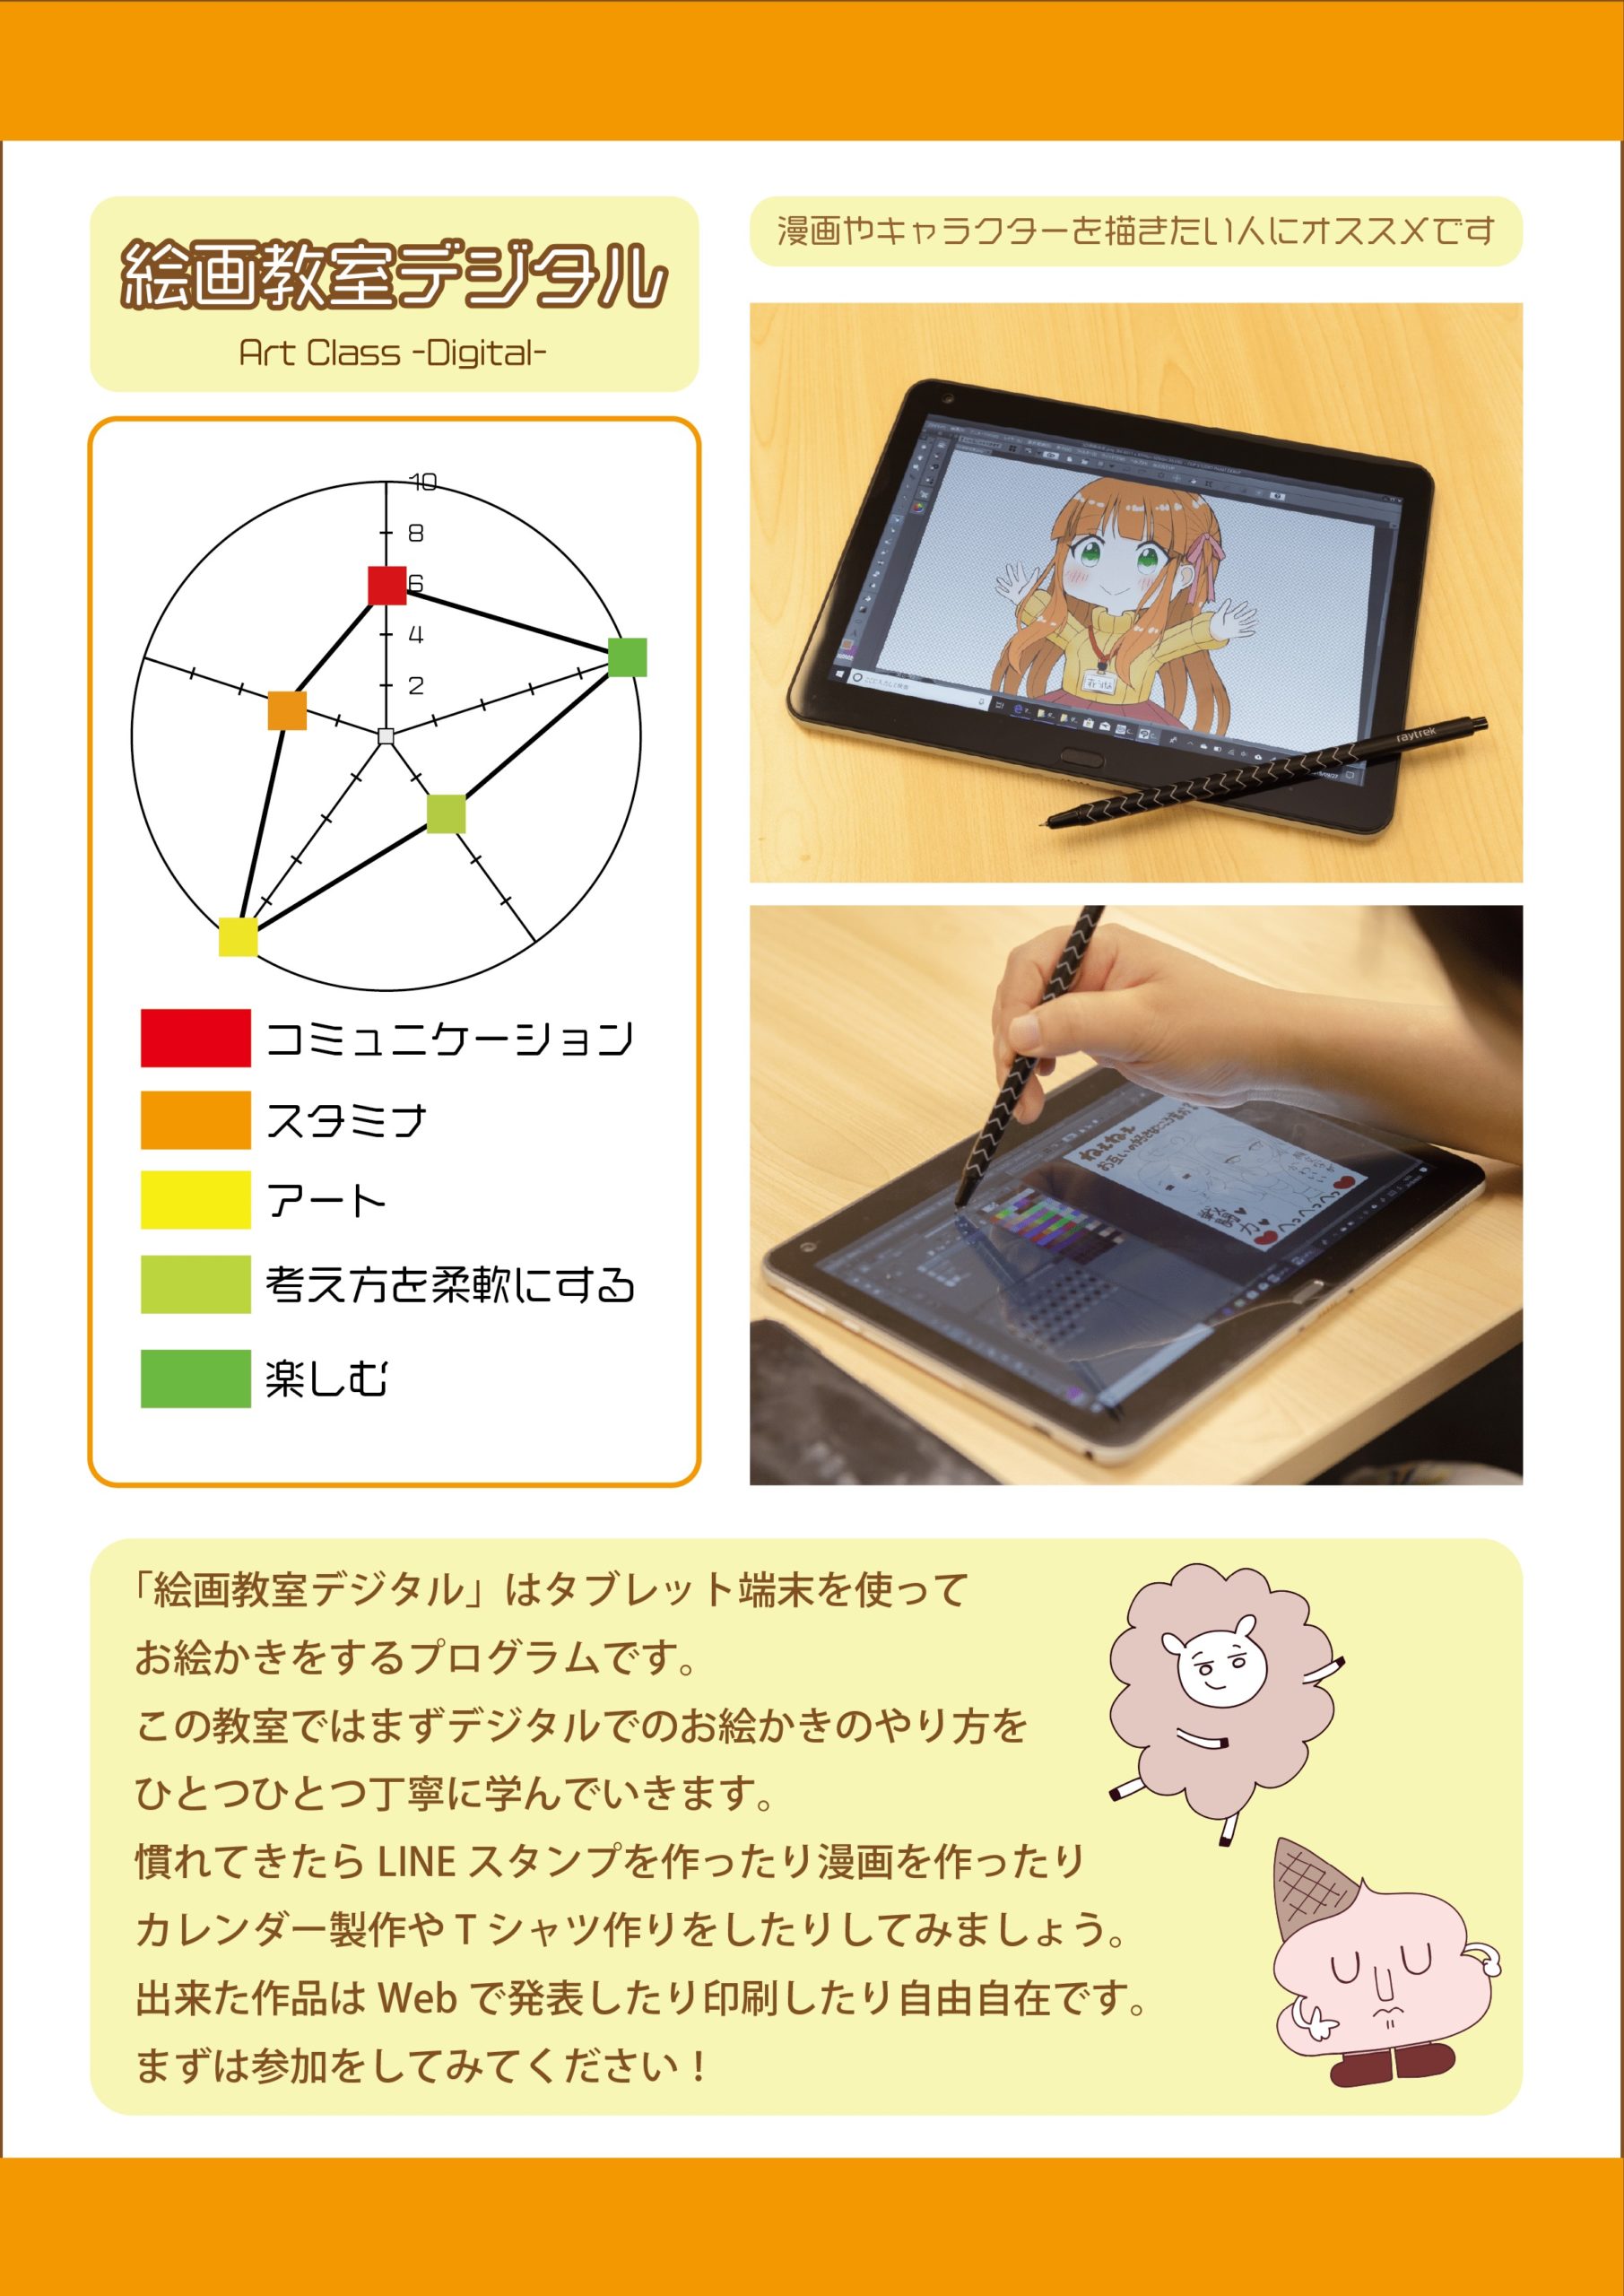 絵画教室デジタル
Art Class -Digital-
漫画やキャラクターを描きたい人にオススメです
10
8
6
4
2
コミュニケーション
スタミナ
アート
考え方を柔軟にする
楽しむ
raytrek
ねぇねぇ
「絵画教室デジタル」はタブレット端末を使って
お絵かきをするプログラムです。
この教室ではまずデジタルでのお絵かきのやり方を
ひとつひとつ丁寧に学んでいきます。
慣れてきたら LINE スタンプを作ったり漫画を作ったり
カレンダー製作や T シャツ作りをしたりしてみましょう。
出来た作品は Web で発表したり印刷したり自由自在です。
まずは参加をしてみてください！